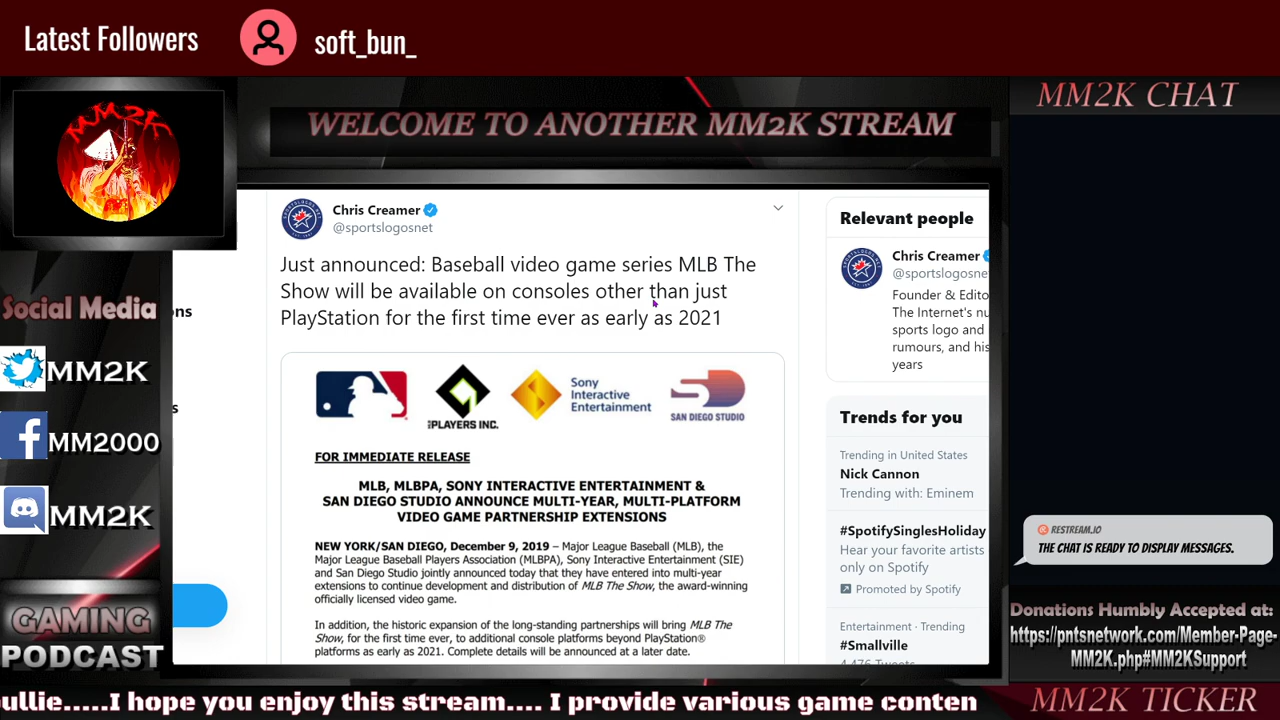 Latest Followers
soft_bun_
MM2K
WELCOME TO ANOTHER MM2K STREAM
MM2K CHAT
Chris Creamer
@sportslogosnet
Just announced: Baseball video game series MLB The
Show will be available on consoles other than just
PlayStation for the first time ever as early as 2021
PLAYERS INC.
Sony
Interactive
Entertainment
SAN DIEGO STUDIO
FOR IMMEDIATE RELEASE
MLB, MLBPA, SONY INTERACTIVE ENTERTAINMENT &
SAN DIEGO STUDIO ANNOUNCE MULTI-YEAR, MULTI-PLATFORM
VIDEO GAME PARTNERSHIP EXTENSIONS
NEW YORK/SAN DIEGO, December 9, 2019 – Major League Baseball (MLB), the
Major League Baseball Players Association (MLBPA), Sony Interactive Entertainment (SIE)
and San Diego Studio jointly announced today that they have entered into multi-year
extensions to continue development and distribution of MLB The Show, the award-winning
officially licensed video game.
In addition, the historic expansion of the long-standing partnerships will bring MLB The
Show, for the first time ever, to additional console platforms beyond PlayStation®
platforms as early as 2021. Complete details will be announced at a later date.
Relevant people
Chris Creamer
@sportslogosnet
Founder & Edito
The Internet's nu
sports logo and
rumours, and his
years
Trends for you
Trending in United States
Nick Cannon
Trending with: Eminem
#SpotifySinglesHoliday
Hear your favorite artists
only on Spotify
Promoted by Spotify
Entertainment · Trending
#Smallville
4,476 Tweets
Social Media
ns
MM2K
s
MM2000
MM2K
GAMING
PODCAST
RESTREAM.IO
THE CHAT IS READY TO DISPLAY MESSAGES.
Donations Humbly Accepted at:
https://pntsnetwork.com/Member-Page-
MM2K.php#MM2KSupport
ullie.....I hope you enjoy this stream.... I provide various game conten
MM2K TICKER